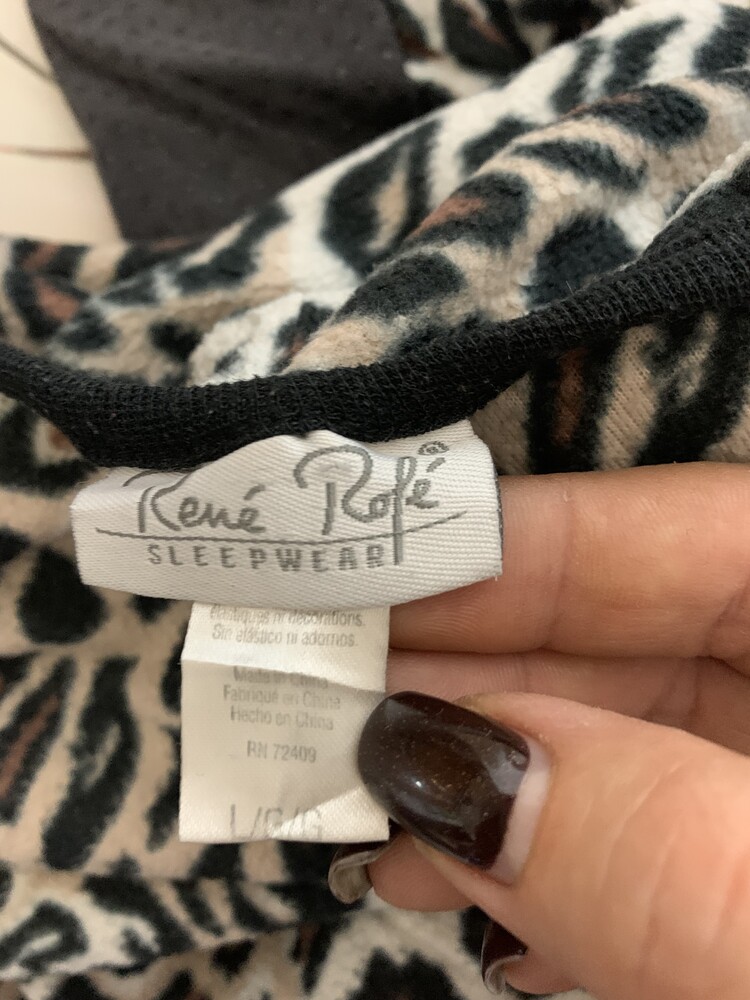 René Rofé®
SLEEPWEAR
élastiques ni décorations.
Sin elástico ni adornos.
Made in China
Fabriqué en Chine
Hecho en China
RN 72409
L/G/G